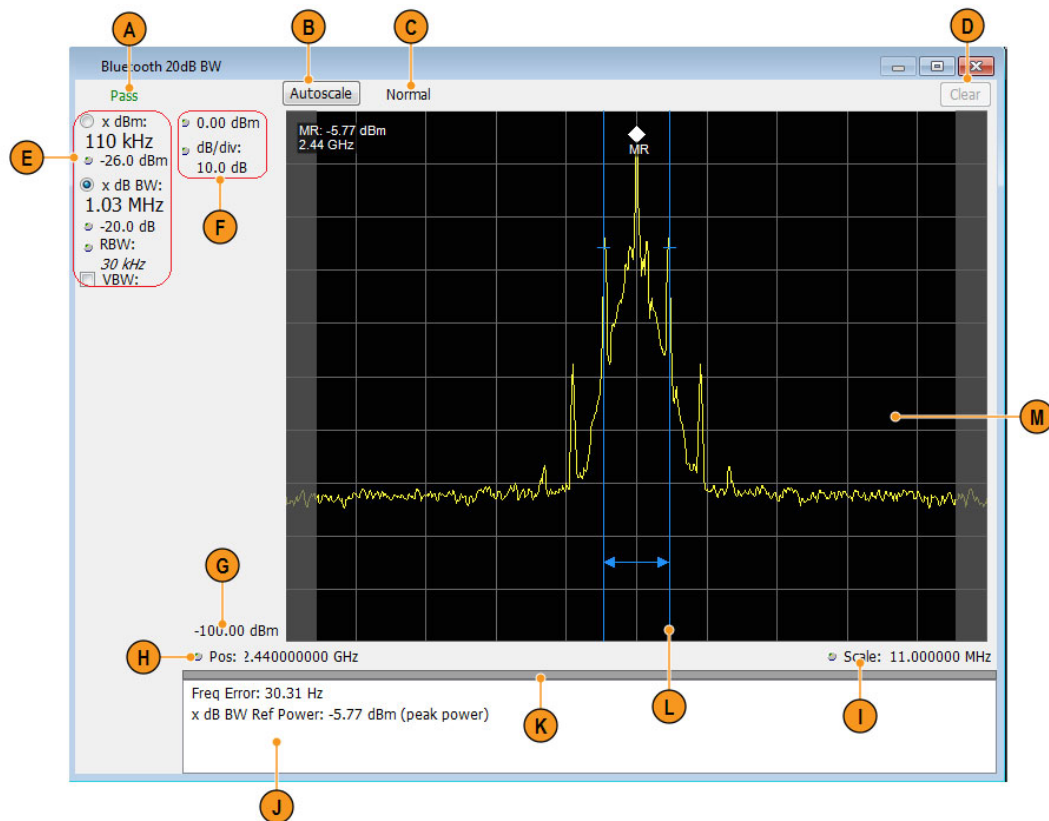 A
B
C
D
Bluetooth 20dB BW
Pass
Autoscale
Normal
Clear
E
x dBm:
110 kHz
-26.0 dBm
x dB BW:
1.03 MHz
-20.0 dB
RBW:
30 kHz
VBW:
0.00 dBm
dB/div:
10.0 dB
F
MR: -5.77 dBm
2.44 GHz
MR
M
G
-100.00 dBm
H
Pos: 2.440000000 GHz
Scale: 11.000000 MHz
Freq Error: 30.31 Hz
x dB BW Ref Power: -5.77 dBm (peak power)
K
L
I
J